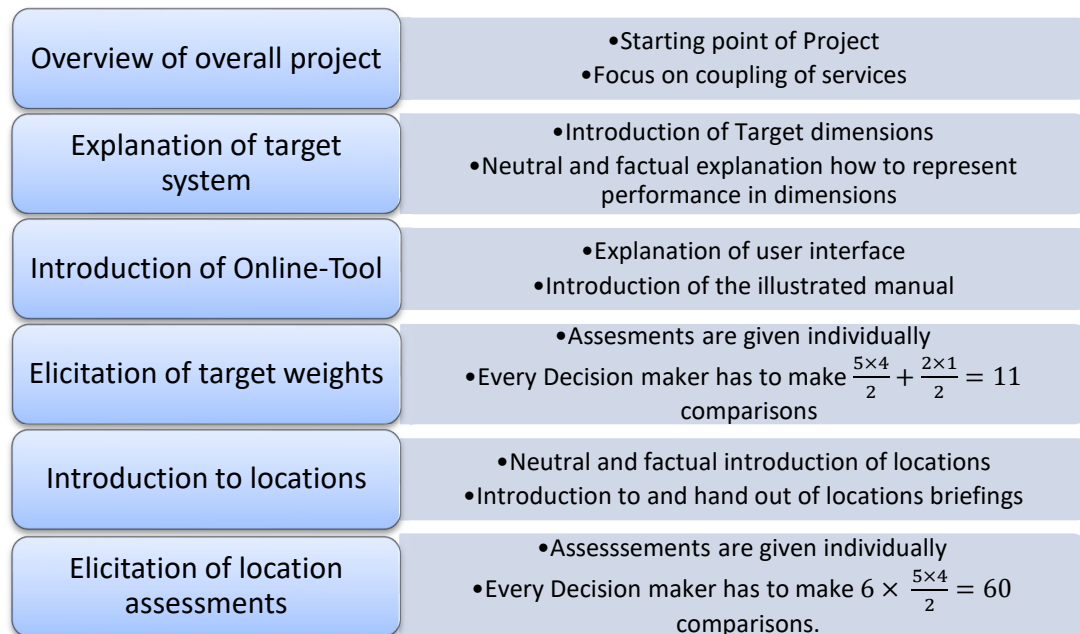 Overview of overall project
•Starting point of Project
•Focus on coupling of services
Explanation of target
system
•Introduction of Target dimensions
•Neutral and factual explanation how to represent
performance in dimensions
Introduction of Online-Tool
•Explanation of user interface
•Introduction of the illustrated manual
Elicitation of target weights
•Assesments are given individually
•Every Decision maker has to make \frac{5×4}{2} + \frac{2×1}{2} = 11
comparisons
Introduction to locations
•Neutral and factual introduction of locations
•Introduction to and hand out of locations briefings
Elicitation of location
assessments
•Assesssements are given individually
•Every Decision maker has to make 6 × \frac{5×4}{2} = 60
comparisons.